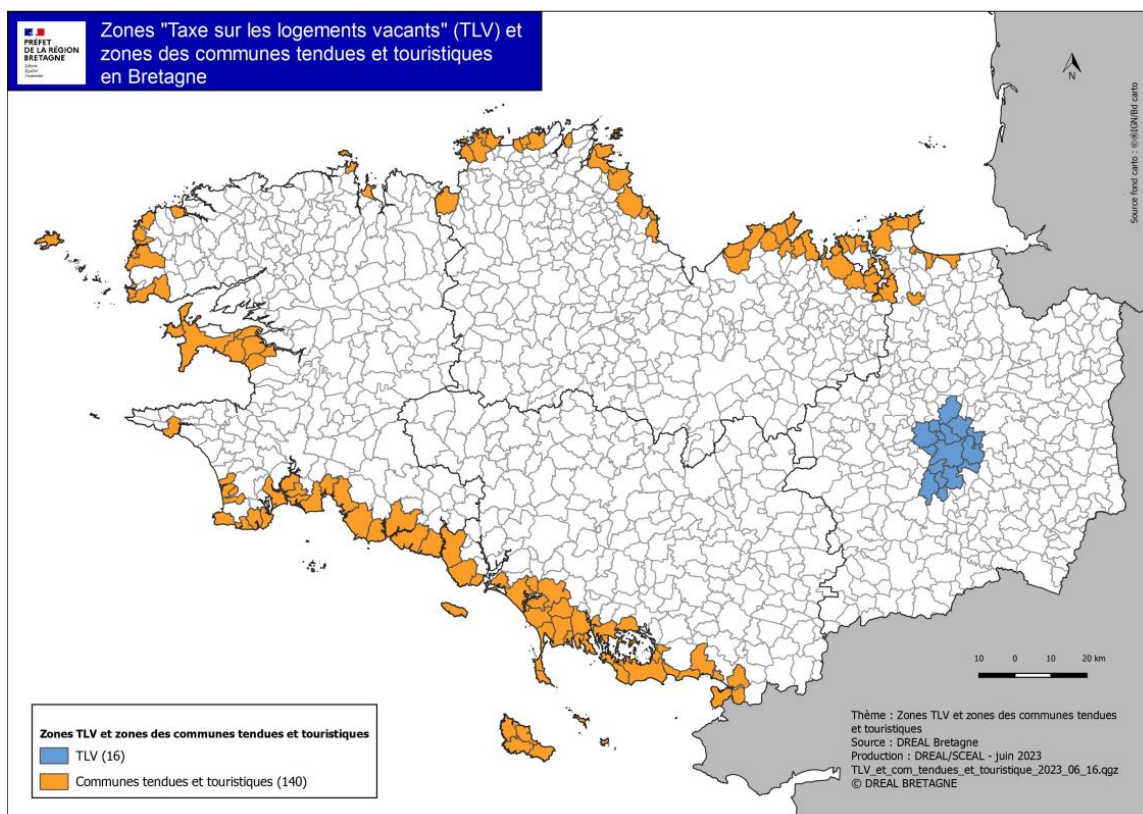 PRÉFET
DE LA RÉGION
BRETAGNE
Liberté
Égalité
Fraternité
Zones "Taxe sur les logements vacants" (TLV) et
zones des communes tendues et touristiques
en Bretagne
N
Source fond carto : ©®IGN/Bd carto
10 0 10 20 km
Zones TLV et zones des communes tendues et touristiques
TLV (16)
Communes tendues et touristiques (140)
Thème : Zones TLV et zones des communes tendues
et touristiques
Source : DREAL Bretagne
Production : DREAL/SCEAL - juin 2023
TLV_et_com_tendues_et_touristique_2023_06_16.qgz
© DREAL BRETAGNE